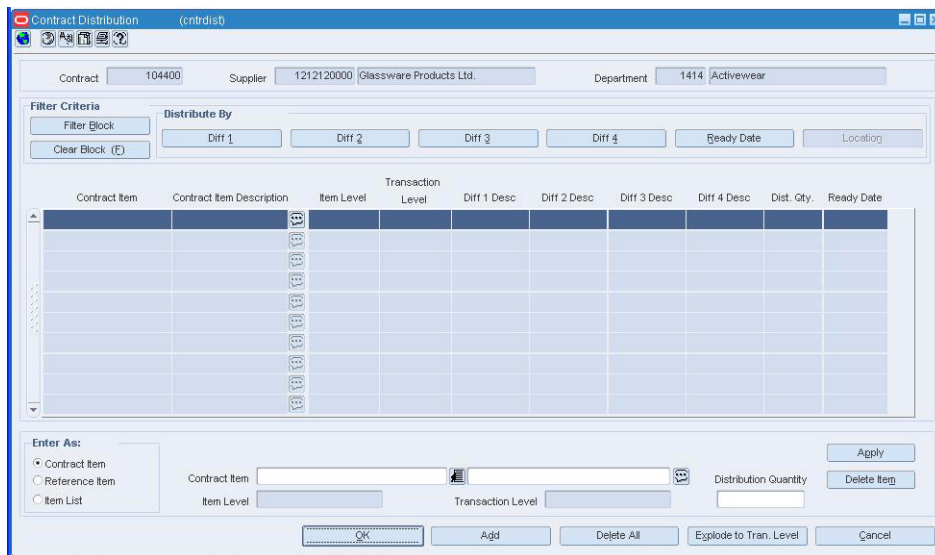 Contract Distribution (cntrdist)
Contract 104400 Supplier 1212120000 Glassware Products Ltd. Department 1414 Activewear
Filter Criteria
Filter Block
Clear Block (F)
Distribute By
Diff 1 Diff 2 Diff 3 Diff 4 Ready Date Location
Contract Item Contract Item Description Item Level Transaction Level Diff 1 Desc Diff 2 Desc Diff 3 Desc Diff 4 Desc Dist. Qty. Ready Date
Enter As:
Contract Item
Reference Item
Item List
Contract Item
Item Level Transaction Level
Distribution Quantity
Apply
Delete Item
OK Add Delete All Explode to Tran. Level Cancel